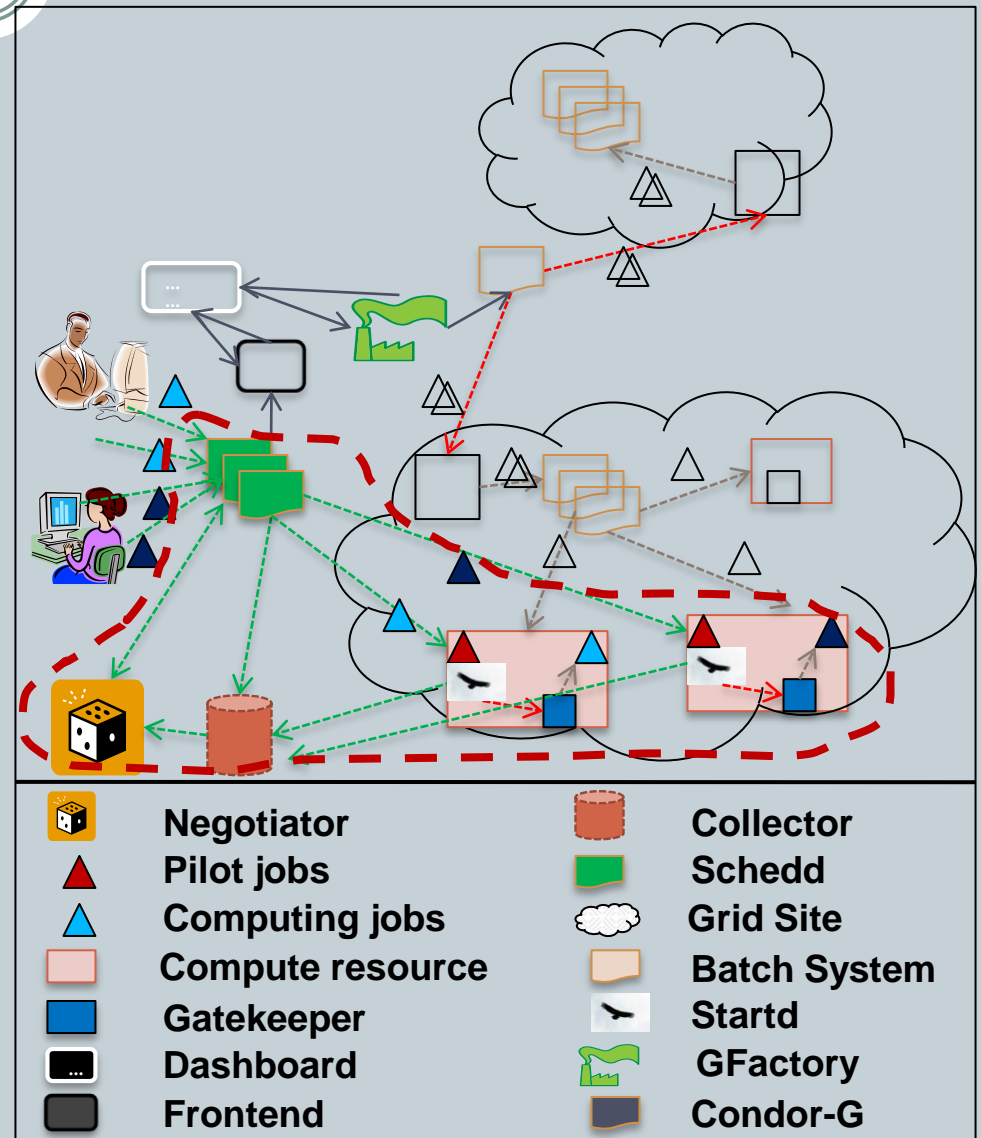 ...
...
Negotiator
Collector
Pilot jobs
Schedd
Computing jobs
Grid Site
Compute resource
Batch System
Gatekeeper
Startd
...
Dashboard
GFactory
Frontend
Condor-G